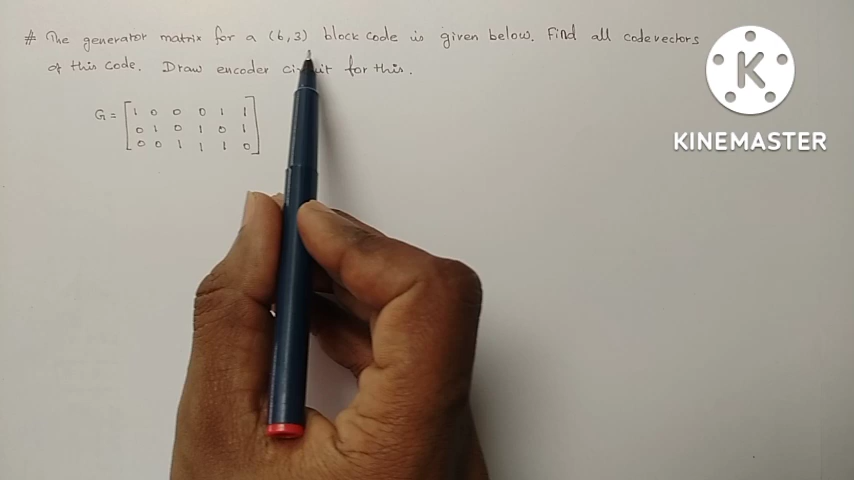 # The generator matrix for a (6,3) block code is given below. Find all codevectors
of this code. Draw encoder circuit for this.
G = [1 0 0 0 1 1
0 1 0 1 0 1
0 0 1 1 1 0]
K
KINEMASTER